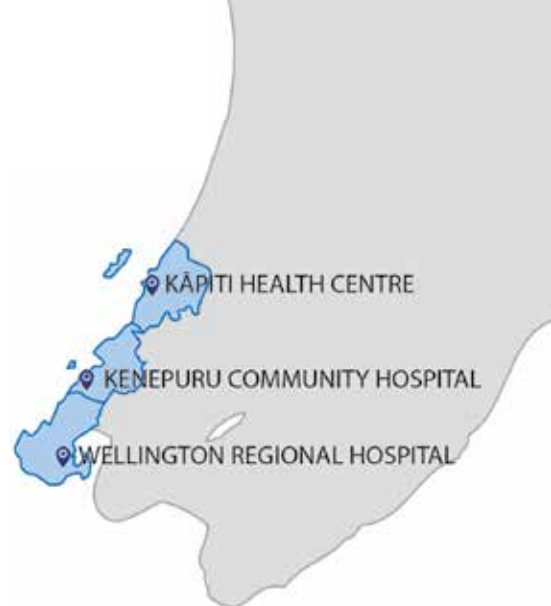 KĀPITI HEALTH CENTRE
KENEPURU COMMUNITY HOSPITAL
WELLINGTON REGIONAL HOSPITAL